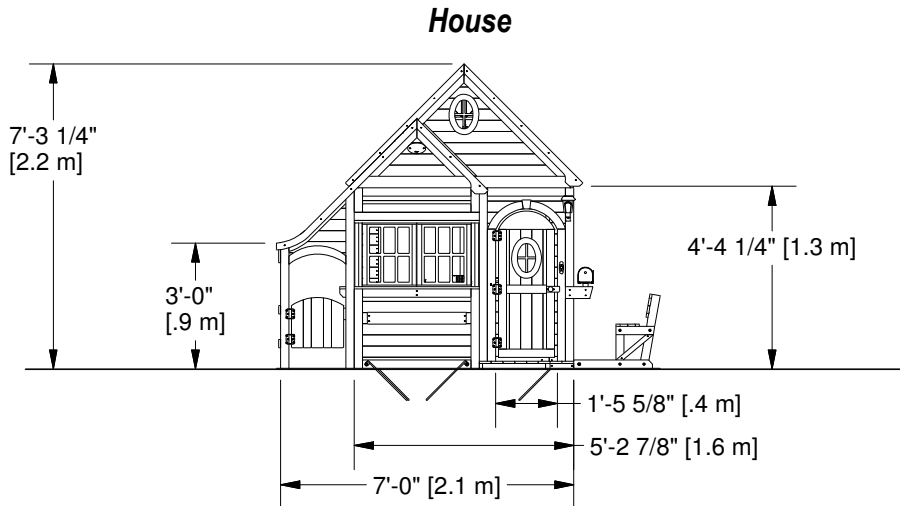 House
7'-3 1/4"
[2.2 m]
4'-4 1/4" [1.3 m]
3'-0"
[.9 m]
1'-5 5/8" [.4 m]
5'-2 7/8" [1.6 m]
7'-0" [2.1 m]